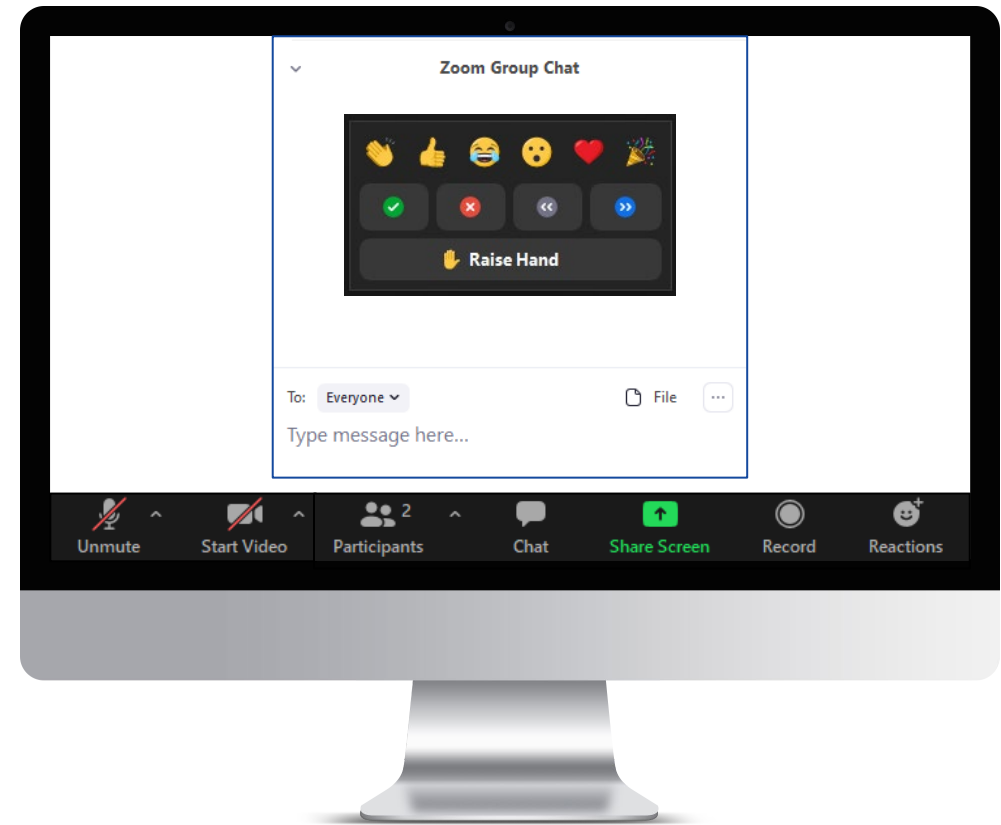 Zoom Group Chat
Raise Hand
To: Everyone File
Type message here...
2
Unmute Start Video Participants Chat Share Screen Record Reactions